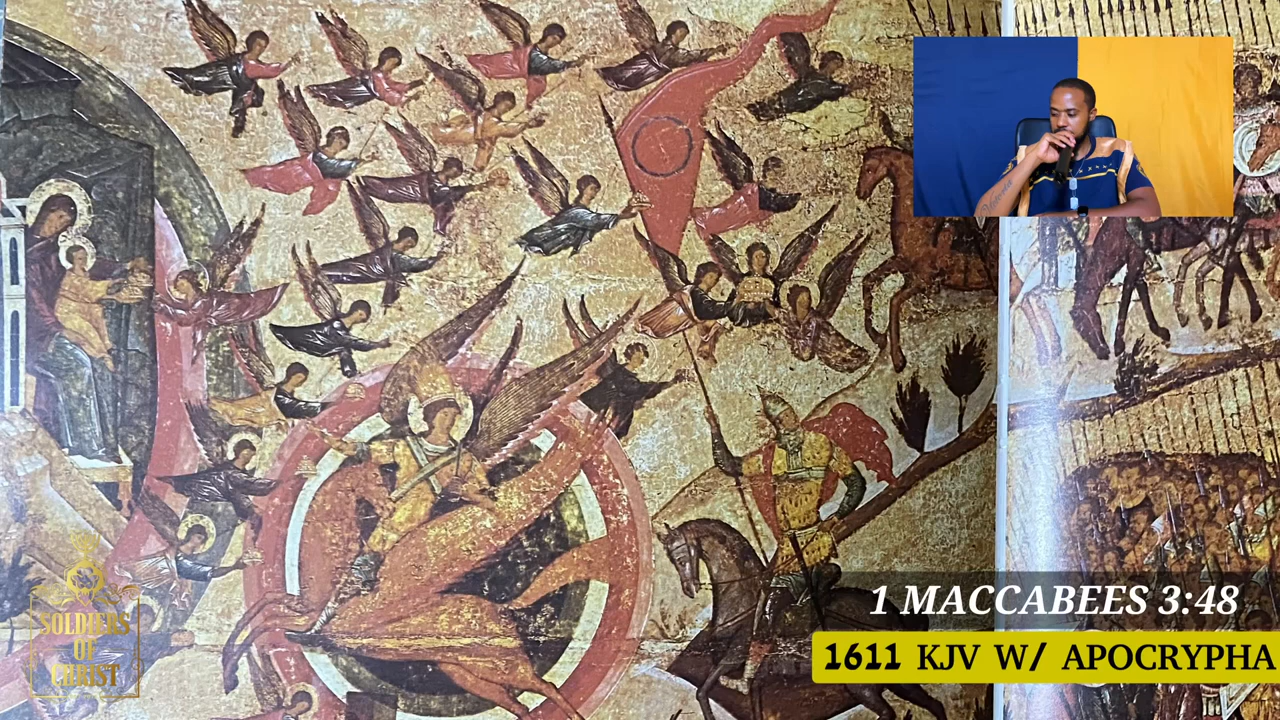 1 MACCABEES 3:48
1611 KJV W/ APOCRYPHA
SOLDIERS
OF
CHRIST